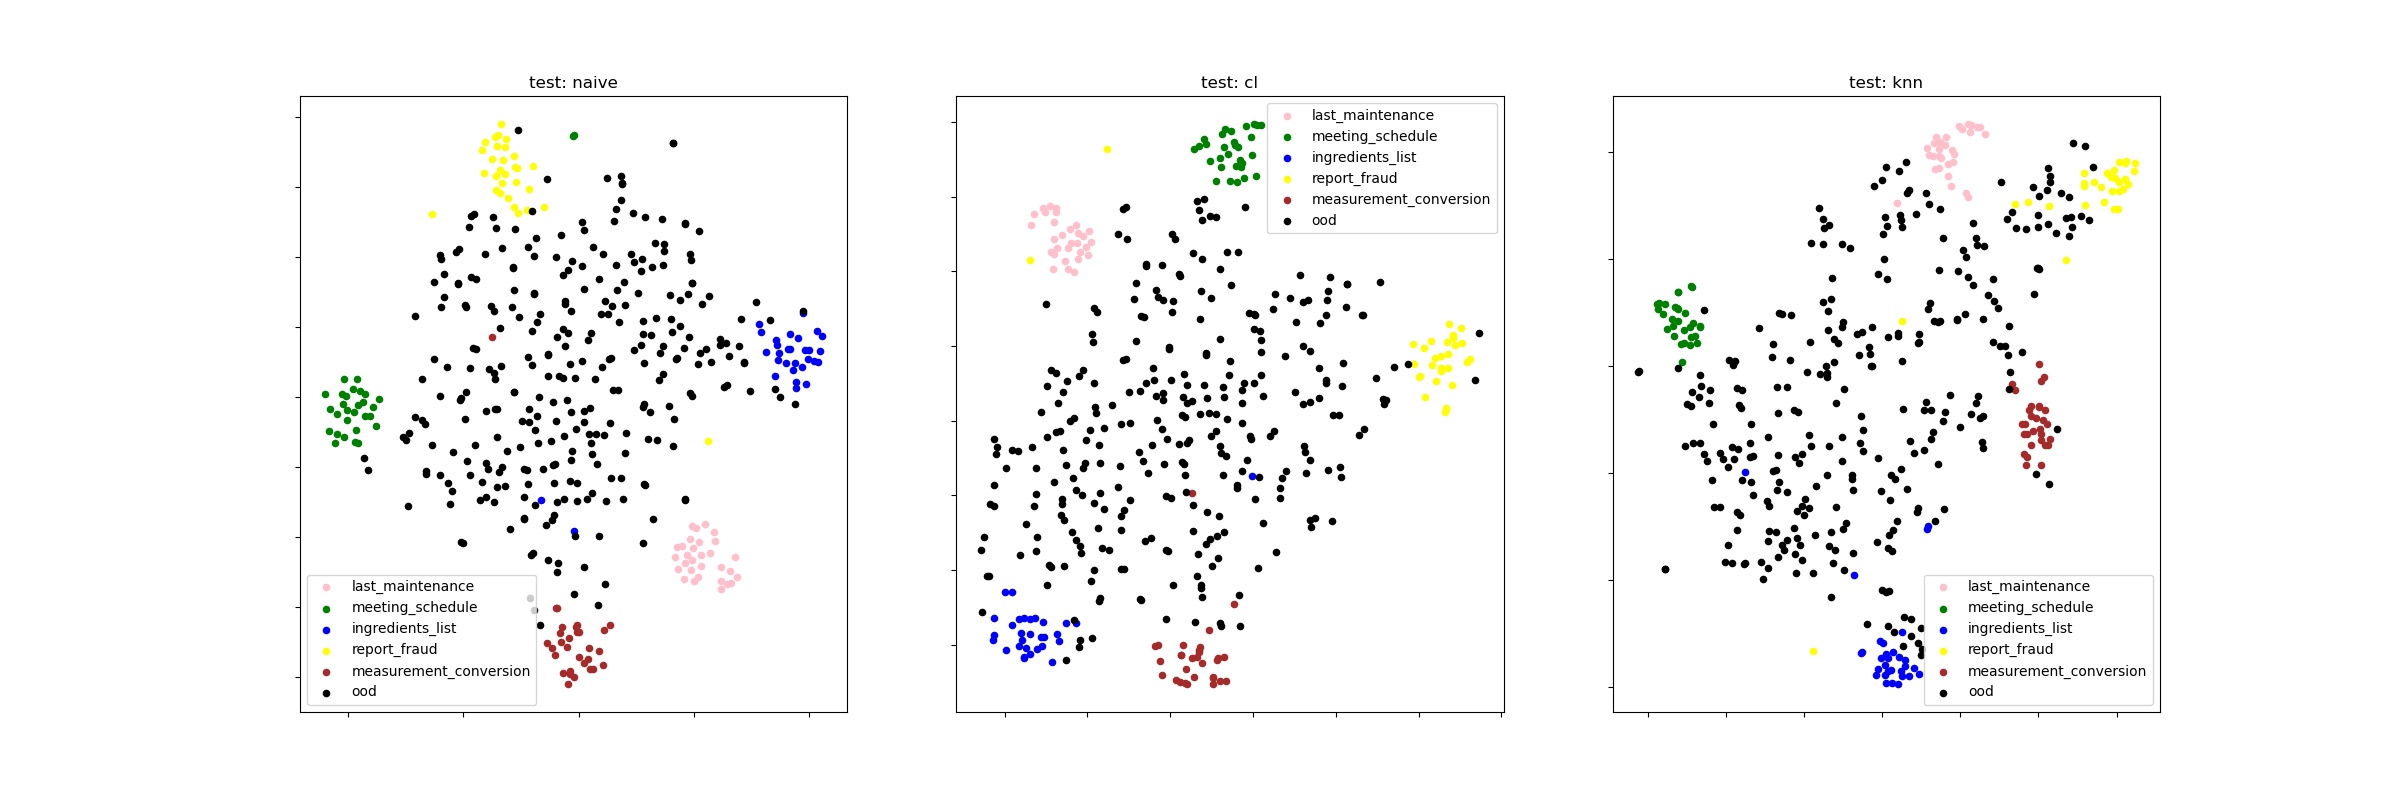 test: naive
last_maintenance
meeting_schedule
ingredients_list
report_fraud
measurement_conversion
ood
test: cl
last_maintenance
meeting_schedule
ingredients_list
report_fraud
measurement_conversion
ood
test: knn
last_maintenance
meeting_schedule
ingredients_list
report_fraud
measurement_conversion
ood